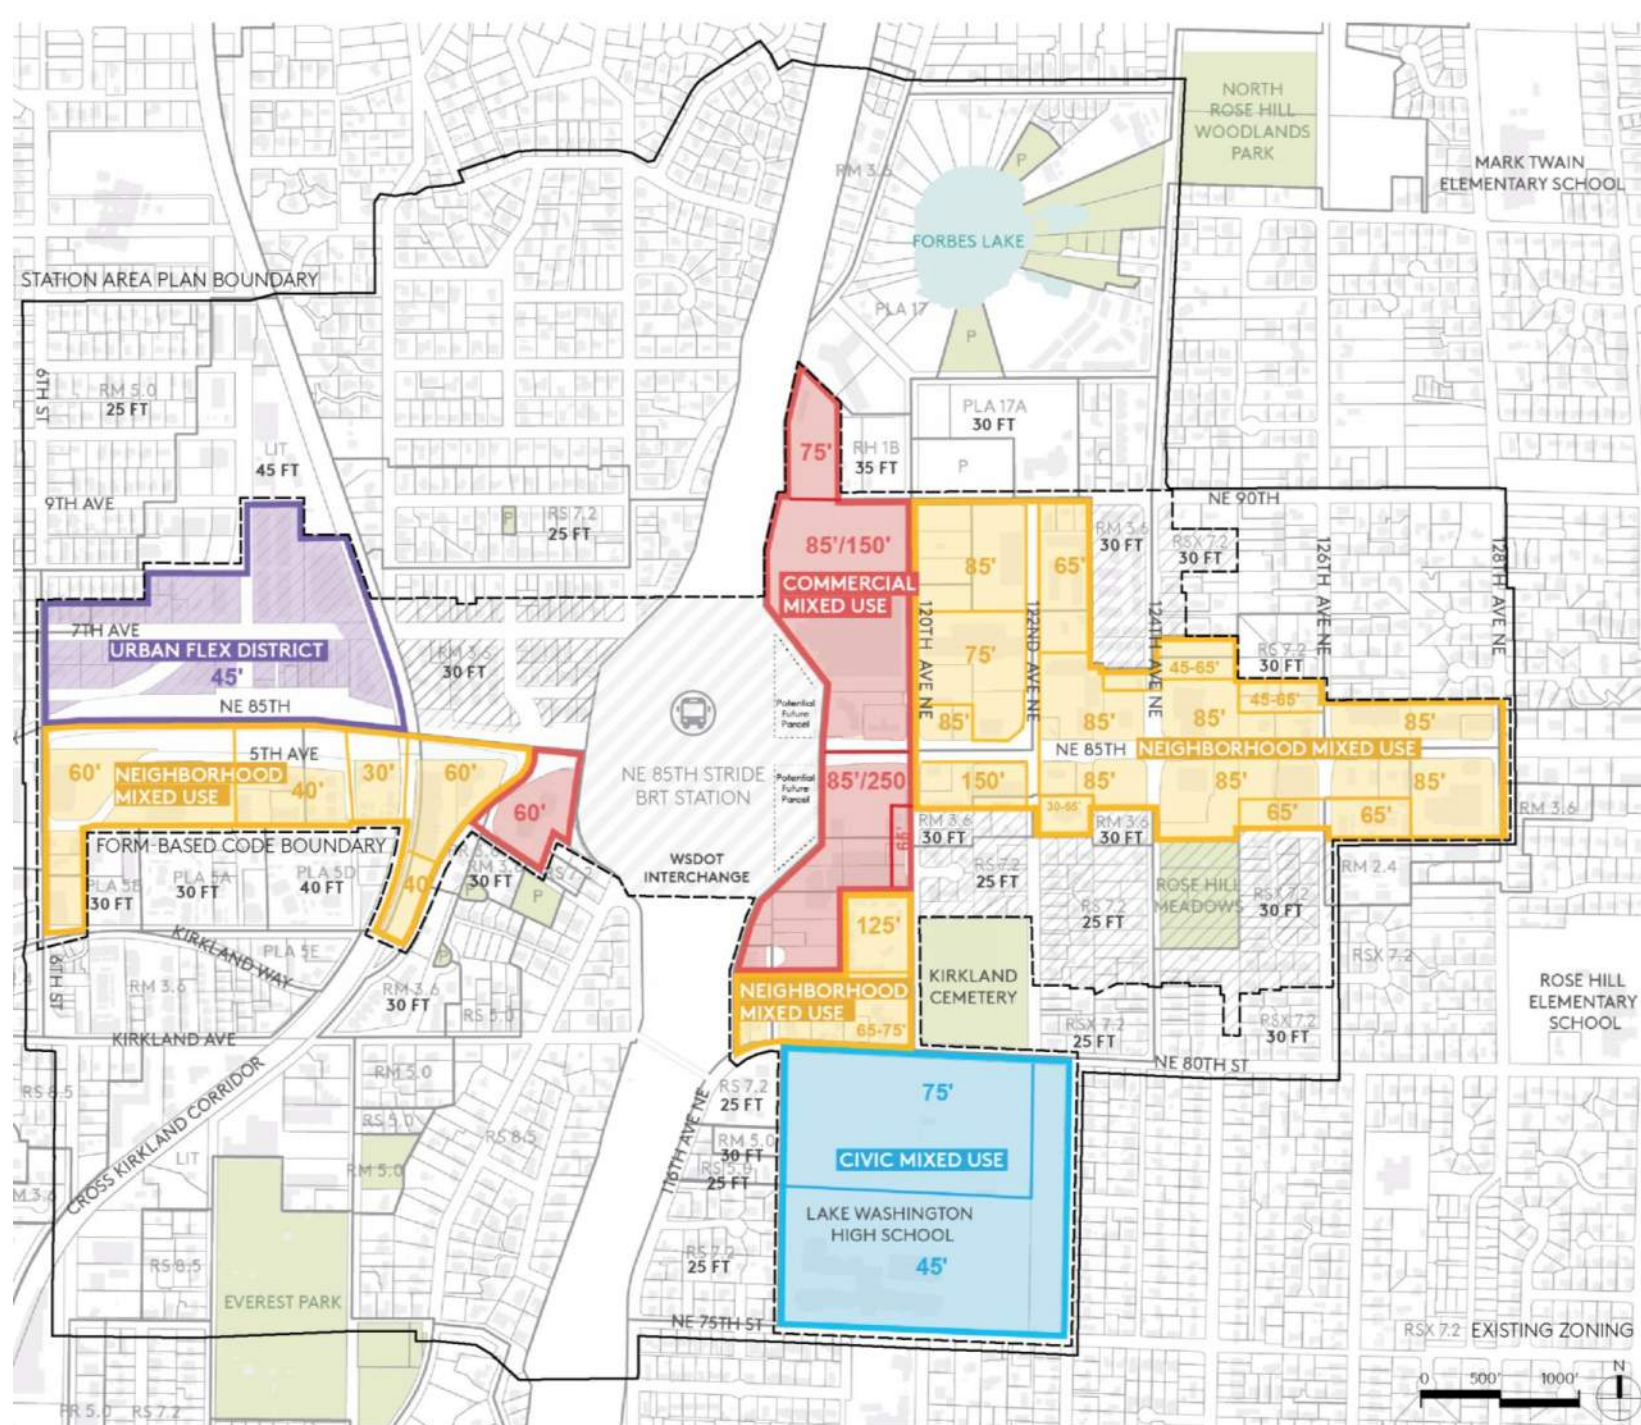 NORTH
ROSE HILL
WOODLANDS
PARK
MARK TWAIN
ELEMENTARY SCHOOL
RM 3.6
P
FORBES LAKE
STATION AREA PLAN BOUNDARY
PLA 17
P
6TH ST
RM 5.0
25 FT
PLA 17A
30 FT
LIT
45 FT
75'
RH 1B
35 FT
P
9TH AVE
NE 90TH
P
RS 7.2
25 FT
RM 3.6
30 FT
RSX 7.2
30 FT
126TH AVE NE
128TH AVE NE
85'/150'
85'
65'
COMMERCIAL
MIXED USE
120TH AVE NE
122ND AVE NE
124TH AVE NE
7TH AVE
URBAN FLEX DISTRICT
45'
RM 3.6
30 FT
75'
RS 7.2
30 FT
45-65'
45-65'
NE 85TH
Potential
Future
Parcel
85'
85'
85'
85'
5TH AVE
NE 85TH
NEIGHBORHOOD MIXED USE
60'
NEIGHBORHOOD
MIXED USE
40'
30'
60'
NE 85TH STRIDE
BRT STATION
Potential
Future
Parcel
85'/250
150'
85'
85'
85'
60'
30-65'
65'
65'
RM 3.6
65'
RM 3.6
30 FT
RM 3.6
30 FT
FORM-BASED CODE BOUNDARY
WSDOT
INTERCHANGE
PLA 5B
30 FT
PLA 5A
30 FT
PLA 5D
40 FT
40'
RM 3.6
30 FT
P
RS 7.2
25 FT
RM 2.4
ROSE HILL
MEADOWS
RSX 7.2
30 FT
RS 7.2
25 FT
125'
KIRKLAND WAY
PLA 5E
P
RSX 7.2
6TH ST
RM 3.6
RM 3.6
30 FT
RS 5.0
KIRKLAND
CEMETERY
NEIGHBORHOOD
MIXED USE
65-75'
ROSE HILL
ELEMENTARY
SCHOOL
RSX 7.2
25 FT
RSX 7.2
30 FT
KIRKLAND AVE
NE 80TH ST
CROSS KIRKLAND CORRIDOR
RM 5.0
RS 8.5
RS 5.0
RS 8.5
116TH AVE NE
RS 7.2
25 FT
75'
RM 5.0
30 FT
RS 5.0
25 FT
CIVIC MIXED USE
LIT
RM 5.0
LAKE WASHINGTON
HIGH SCHOOL
45'
RS 7.2
25 FT
RS 8.5
EVEREST PARK
NE 75TH ST
RSX 7.2 EXISTING ZONING
N
0 500' 1000'
PR 5.0 RS 7.2